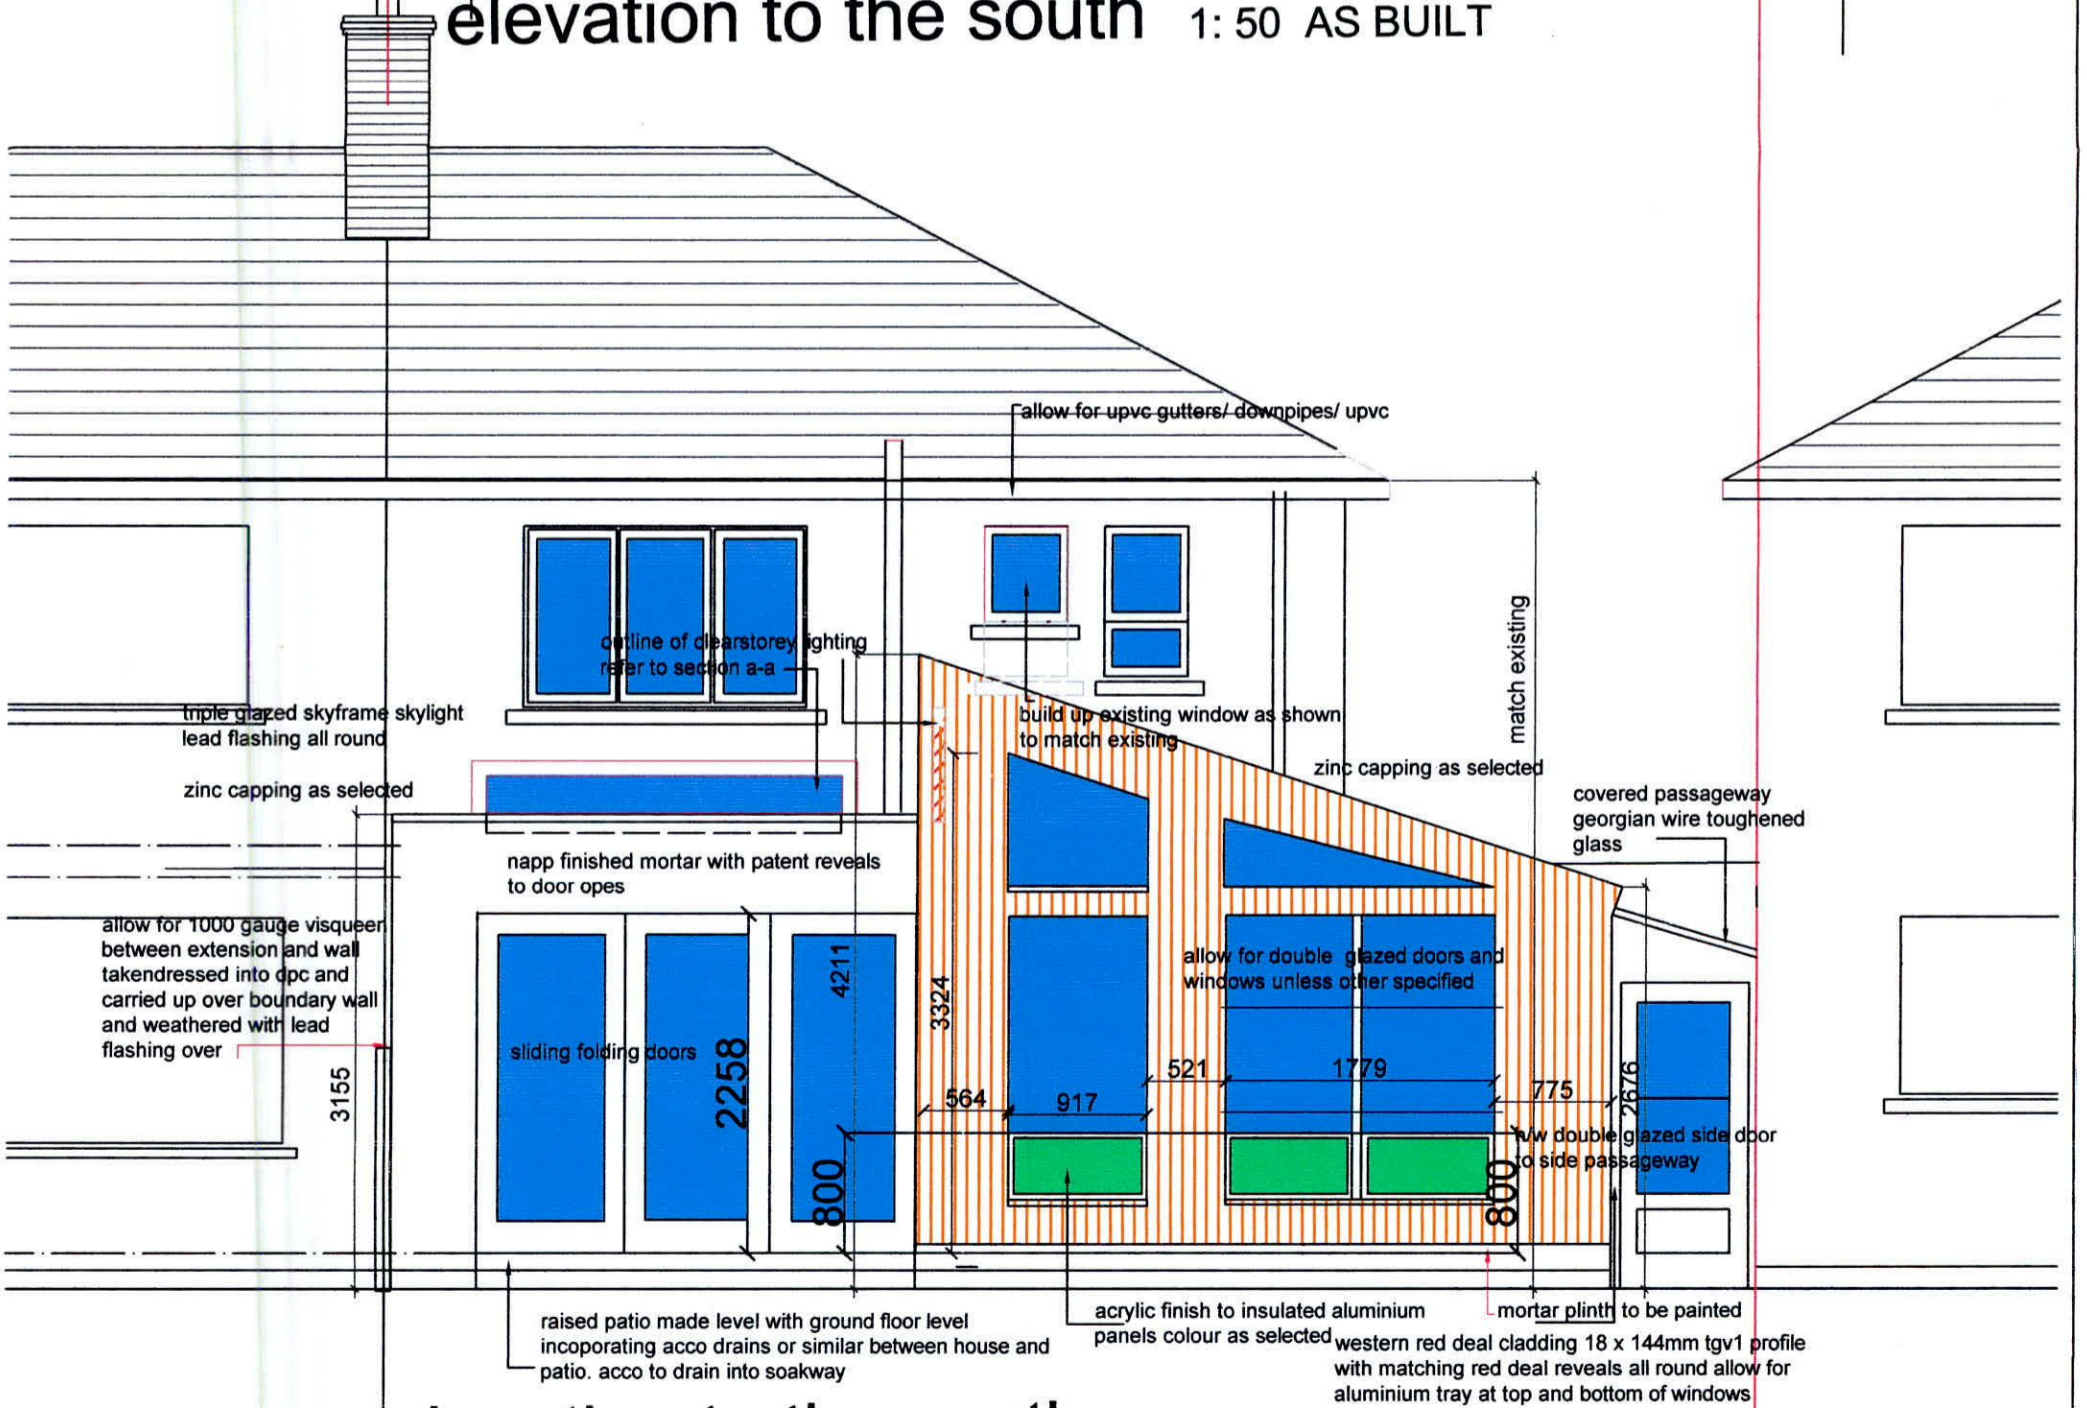 elevation to the south 1: 50 AS BUILT
allow for upvc gutters/ downpipes/ upvc
match existing
outline of clearstorey lighting
refer to section a-a
triple glazed skyframe skylight
lead flashing all round
build up existing window as shown
to match existing
zinc capping as selected
zinc capping as selected
covered passageway
georgian wire toughened
glass
napp finished mortar with patent reveals
to door opes
allow for 1000 gauge visqueer
between extension and wall
takendressed into dpc and
carried up over boundary wall
and weathered with lead
flashing over
allow for double glazed doors and
windows unless other specified
sliding folding doors
3155
2258
4211
3324
800
564
917
521
1779
775
2676
800
h/w double glazed side door
to side passageway
raised patio made level with ground floor level
incoporating acco drains or similar between house and
patio. acco to drain into soakway
acrylic finish to insulated aluminium
panels colour as selected
mortar plinth to be painted
western red deal cladding 18 x 144mm tgv1 profile
with matching red deal reveals all round allow for
aluminium tray at top and bottom of windows